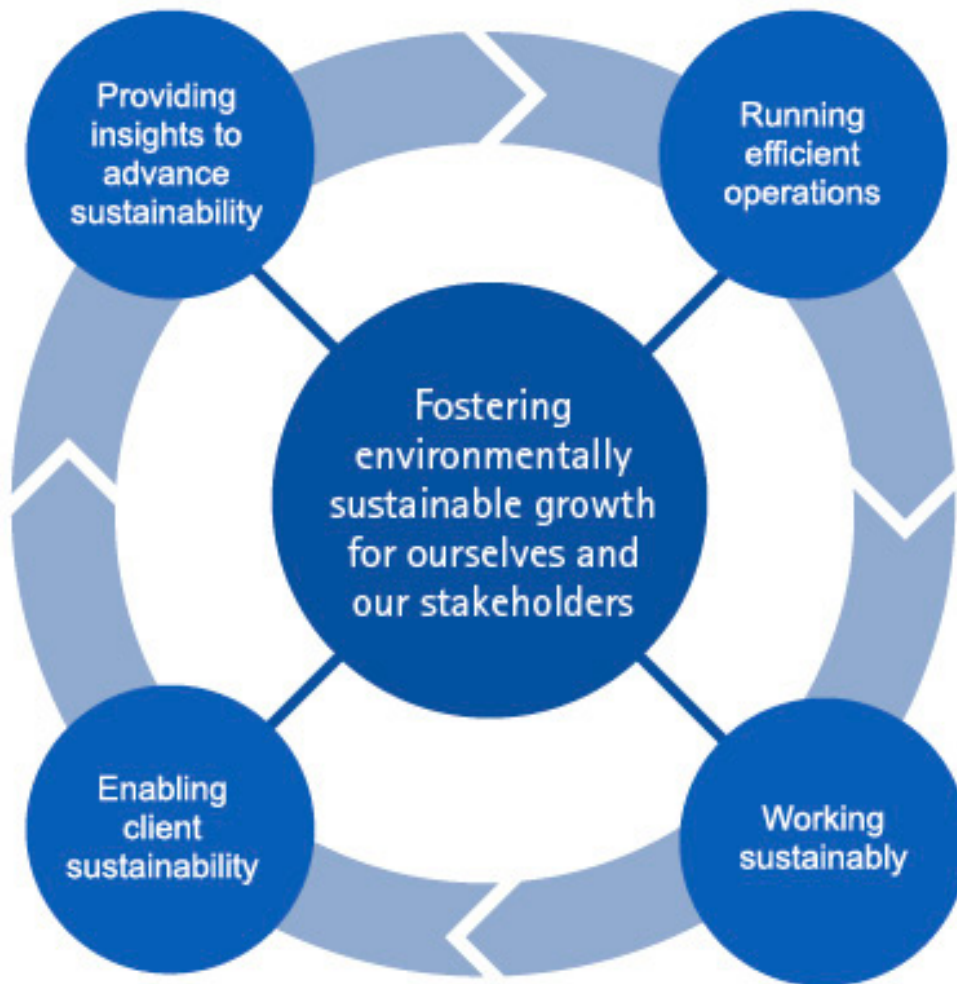 Providing
insights to
advance
sustainability
Running
efficient
operations
Fostering
environmentally
sustainable growth
for ourselves and
our stakeholders
Enabling
client
sustainability
Working
sustainably